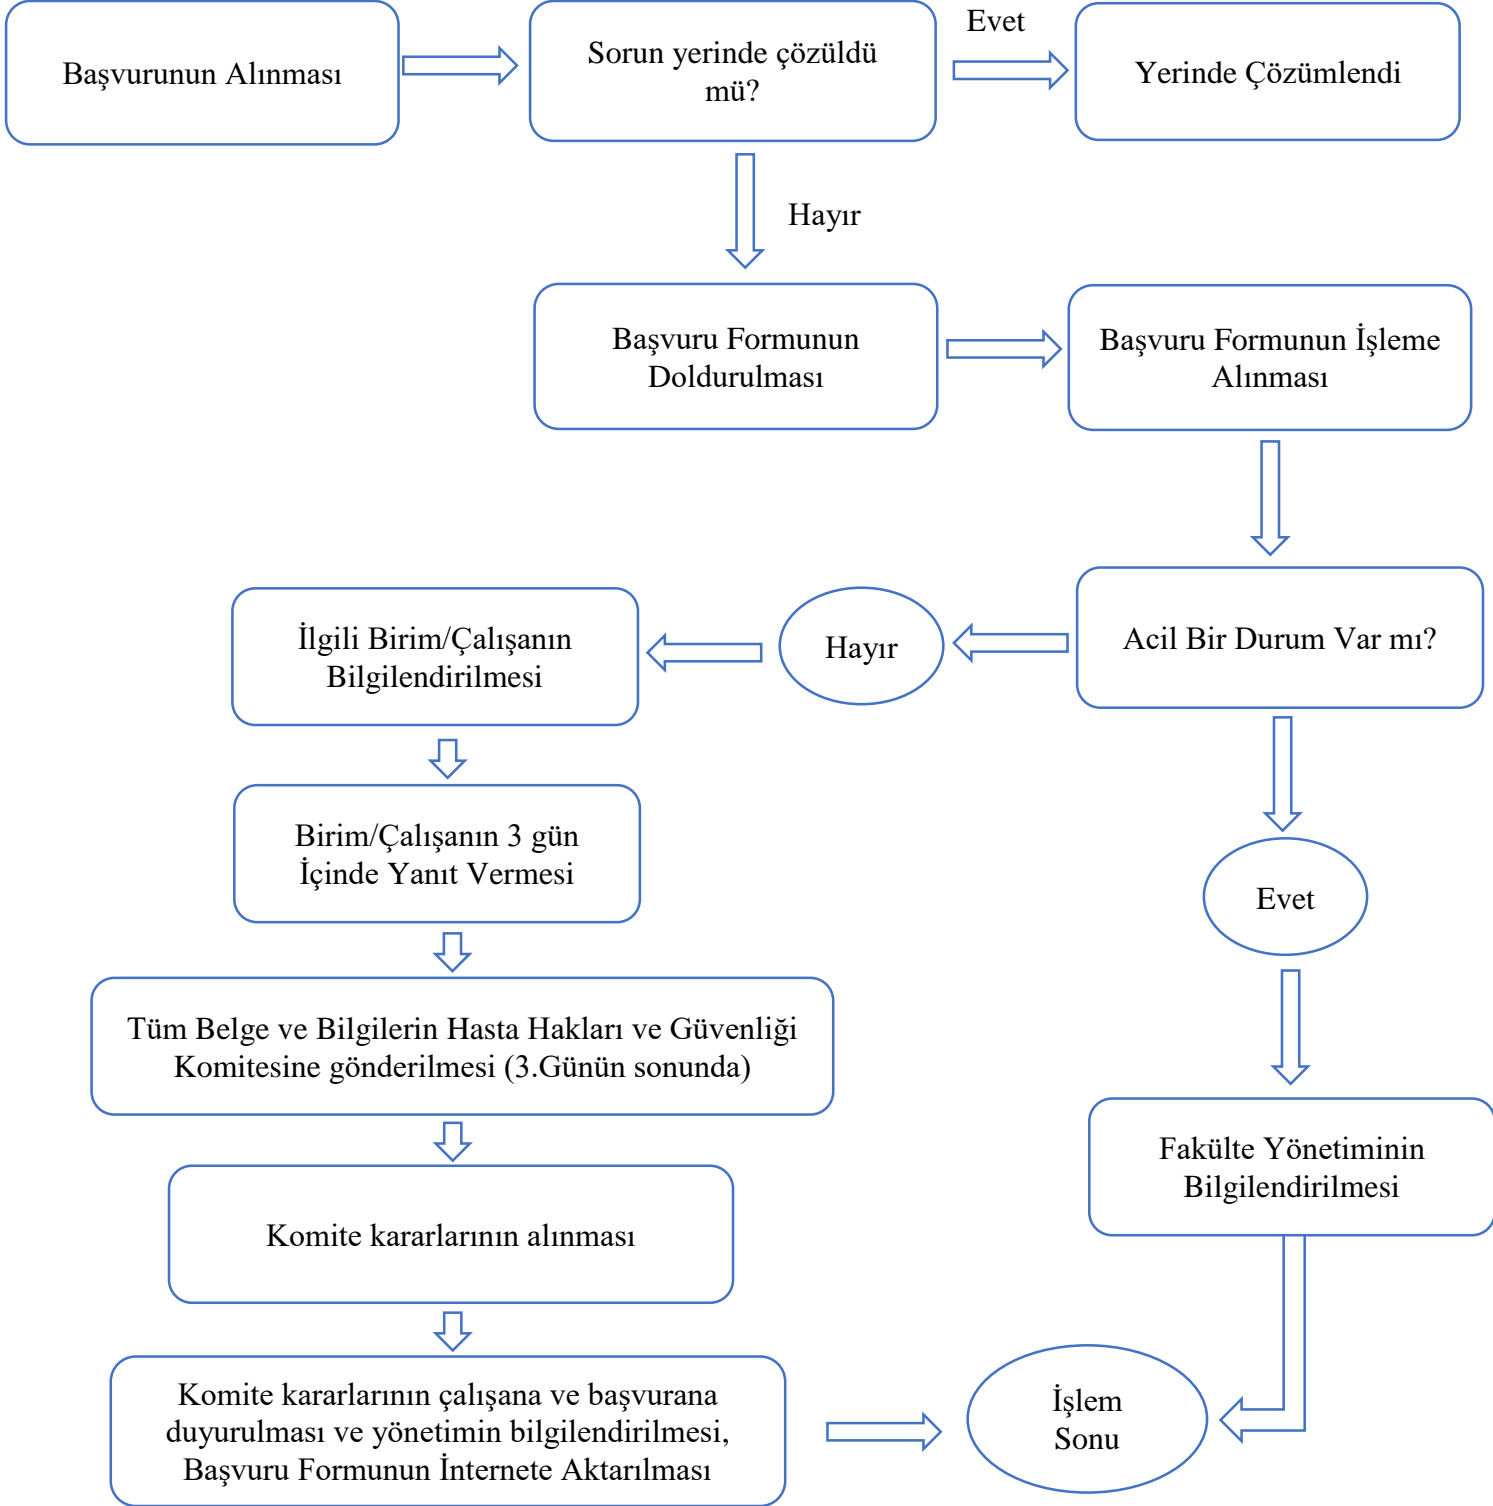 Başvurunun Alınması
Sorun yerinde çözüldü
mü?
Evet
Yerinde Çözümlendi
Hayır
Başvuru Formunun
Doldurulması
Başvuru Formunun İşleme
Alınması
Acil Bir Durum Var mı?
Hayır
İlgili Birim/Çalışanın
Bilgilendirilmesi
Birim/Çalışanın 3 gün
İçinde Yanıt Vermesi
Evet
Tüm Belge ve Bilgilerin Hasta Hakları ve Güvenliği
Komitesine gönderilmesi (3.Günün sonunda)
Fakülte Yönetiminin
Bilgilendirilmesi
Komite kararlarının alınması
Komite kararlarının çalışana ve başvurana
duyurulması ve yönetimin bilgilendirilmesi,
Başvuru Formunun İnternete Aktarılması
İşlem
Sonu